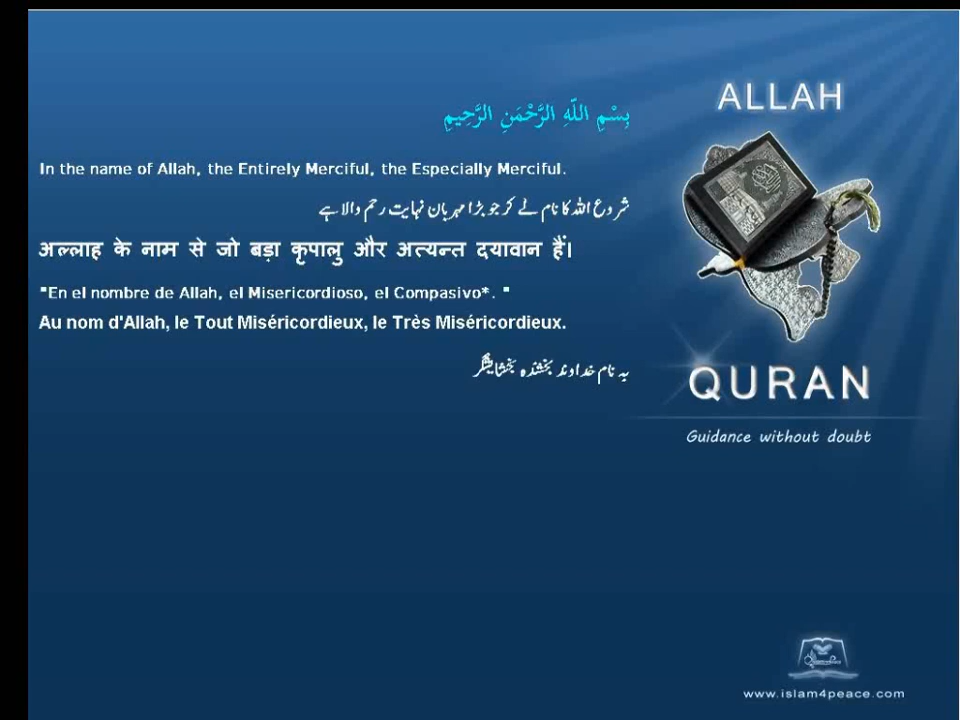 بِسْمِ اللّهِ الرَّحْمَنِ الرَّحِيمِ
In the name of Allah, the Entirely Merciful, the Especially Merciful.
شروع الله کا نام لے کر جو بڑا مہربان نہایت رحم والا ہے
अल्लाह के नाम से जो बड़ा कृपालु और अत्यन्त दयावान हैं।
"En el nombre de Allah, el Misericordioso, el Compasivo*. "
Au nom d'Allah, le Tout Miséricordieux, le Très Miséricordieux.
به نام خداوند بخشنده بخشایشگر
ALLAH
QURAN
Guidance without doubt
www.islam4peace.com